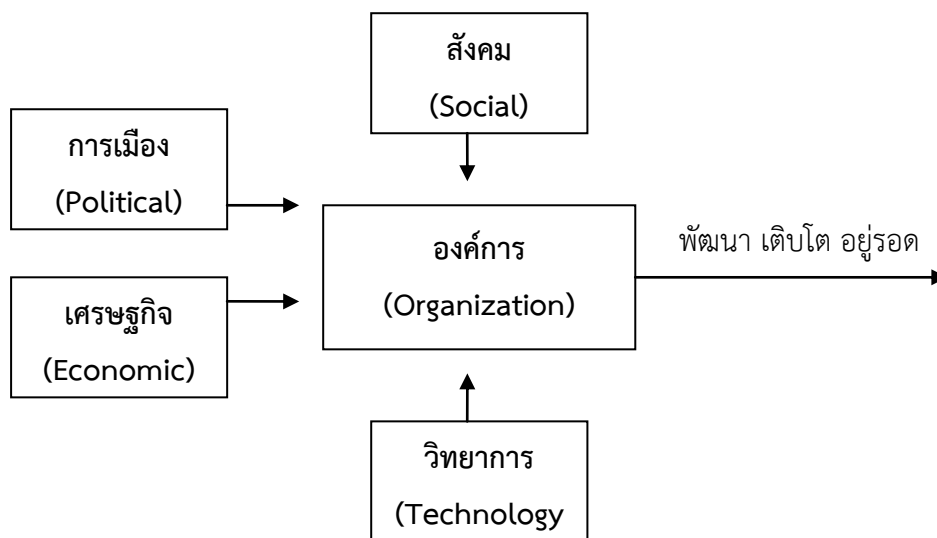 สังคม
(Social)
การเมือง
(Political)
องค์การ
(Organization)
พัฒนา เติบโต อยู่รอด
เศรษฐกิจ
(Economic)
วิทยาการ
(Technology